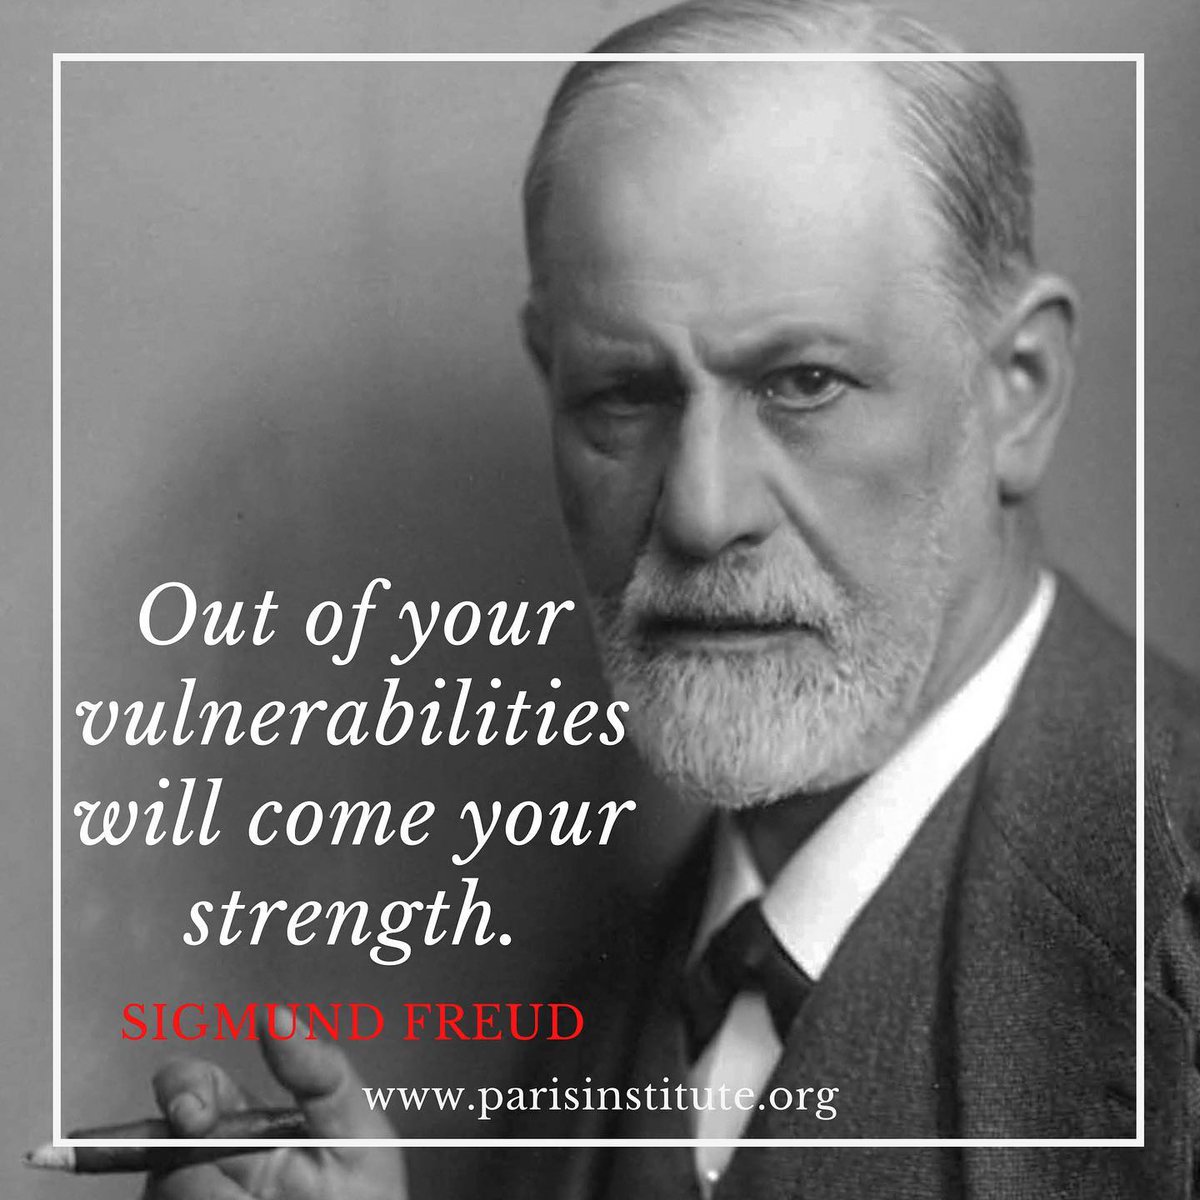 Out of your
vulnerabilities
will come your
strength.
SIGMUND FREUD
www.parisinstitute.org